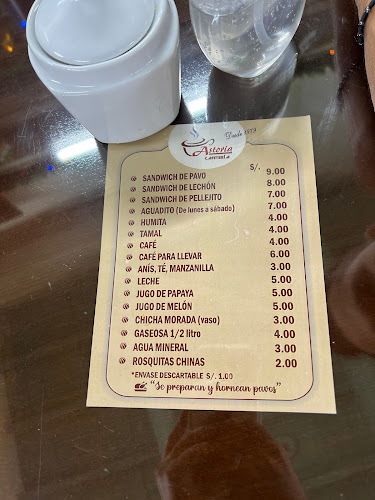 Desde 1979
Astoria
CAFETERÍA
S/.
SANDWICH DE PAVO 9.00
SANDWICH DE LECHÓN 8.00
SANDWICH DE PELLEJITO 7.00
AGUADITO (De lunes a sábado) 7.00
HUMITA 4.00
TAMAL 4.00
CAFÉ 4.00
CAFÉ PARA LLEVAR 6.00
ANÍS, TÉ, MANZANILLA 3.00
LECHE 5.00
JUGO DE PAPAYA 5.00
JUGO DE MELÓN 5.00
CHICHA MORADA (vaso) 3.00
GASEOSA 1/2 litro 4.00
AGUA MINERAL 3.00
ROSQUITAS CHINAS 2.00
*ENVASE DESCARTABLE S/. 1.00
"Se preparan y hornean pavos"